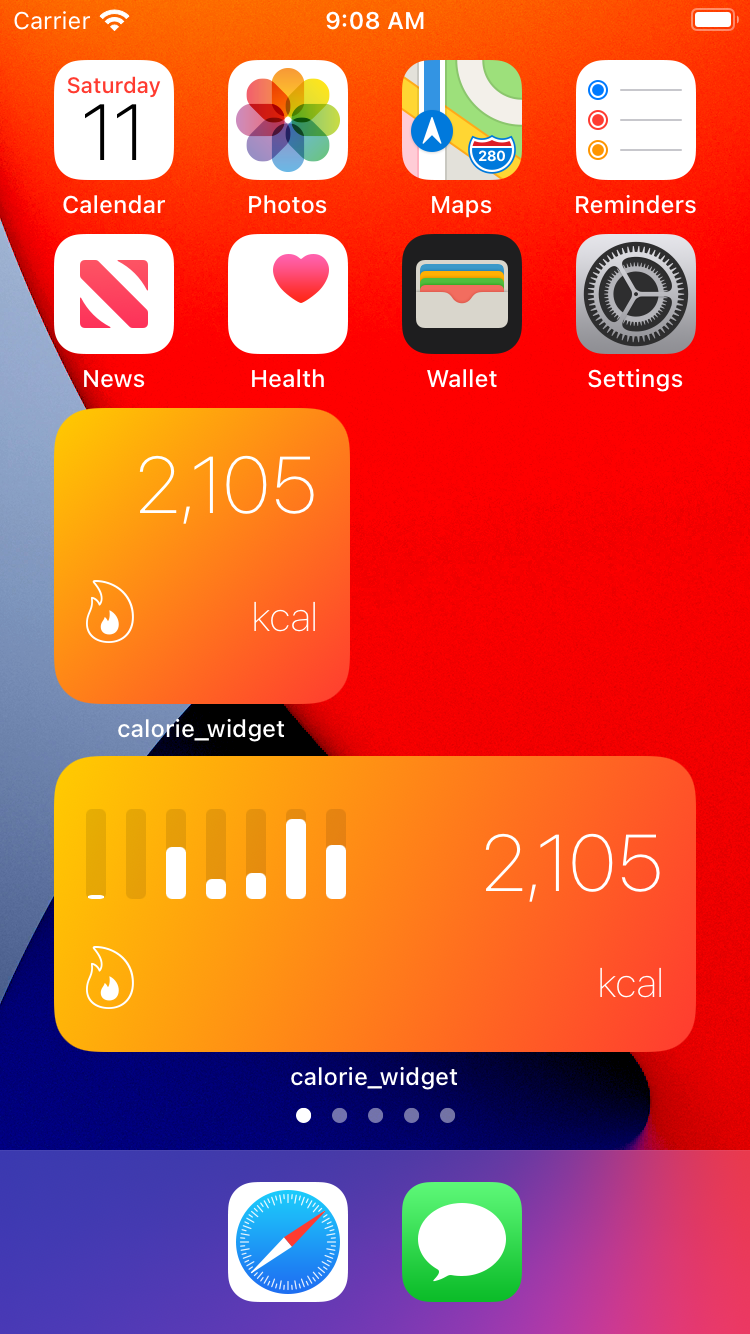 Carrier 9:08 AM
Saturday
11
280
Calendar Photos Maps Reminders
News Health Wallet Settings
2,105
kcal
calorie_widget
2,105
kcal
calorie_widget